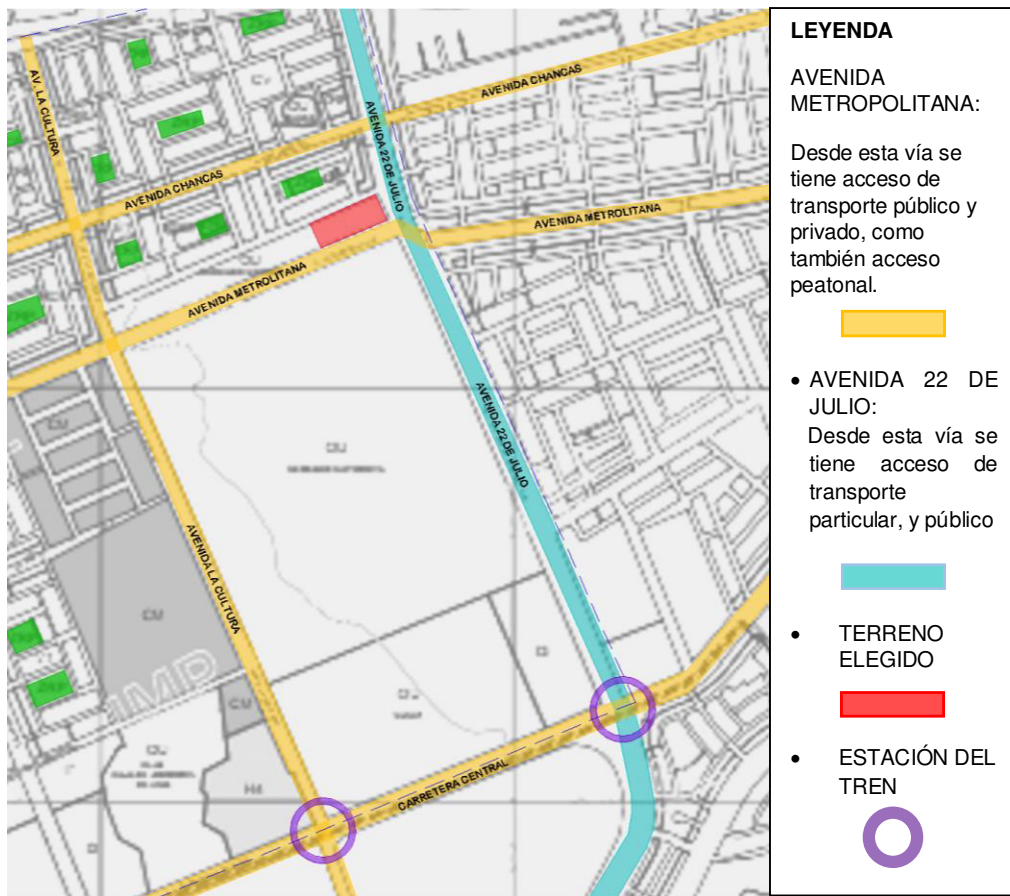 AV. LA CULTURA
AVENIDA CHANCAS
AVENIDA 22 DE JULIO
AVENIDA CHANCAS
AVENIDA METROLITANA
AVENIDA METROLITANA
AVENIDA 22 DE JULIO
OU
AVENIDA LA CULTURA
CU
CARRETERA CENTRAL
H4
LEYENDA
AVENIDA
METROPOLITANA:
Desde esta vía se
tiene acceso de
transporte público y
privado, como
también acceso
peatonal.
• AVENIDA 22 DE
JULIO:
Desde esta vía se
tiene acceso de
transporte
particular, y público
• TERRENO
ELEGIDO
• ESTACIÓN DEL
TREN